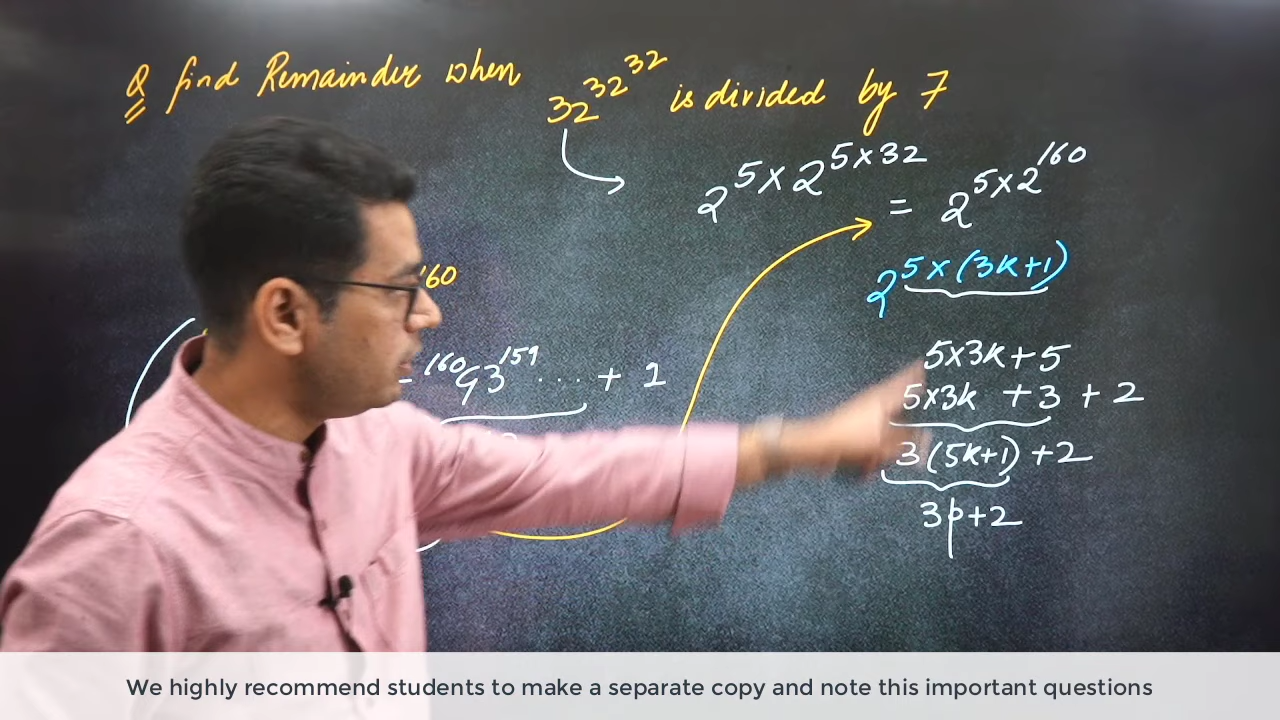 Q find Remainder when 32^32^32 is divided by 7
2^5×2^5×32 = 2^5×2^160
160
2^5×(3k+1)
– ^160C 3^159 .... + 1
5×3k+5
5×3k + 3 + 2
3(5k+1) + 2
3p+2
We highly recommend students to make a separate copy and note this important questions